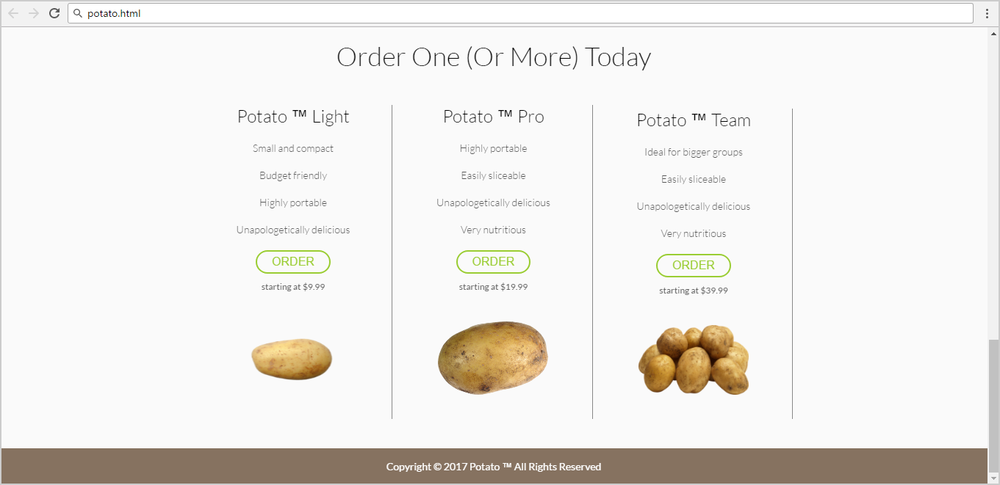 potato.html
Order One (Or More) Today
Potato ™ Light
Small and compact
Budget friendly
Highly portable
Unapologetically delicious
ORDER
starting at $9.99
Potato ™ Pro
Highly portable
Easily sliceable
Unapologetically delicious
Very nutritious
ORDER
starting at $19.99
Potato ™ Team
Ideal for bigger groups
Easily sliceable
Unapologetically delicious
Very nutritious
ORDER
starting at $39.99
Copyright © 2017 Potato ™ All Rights Reserved